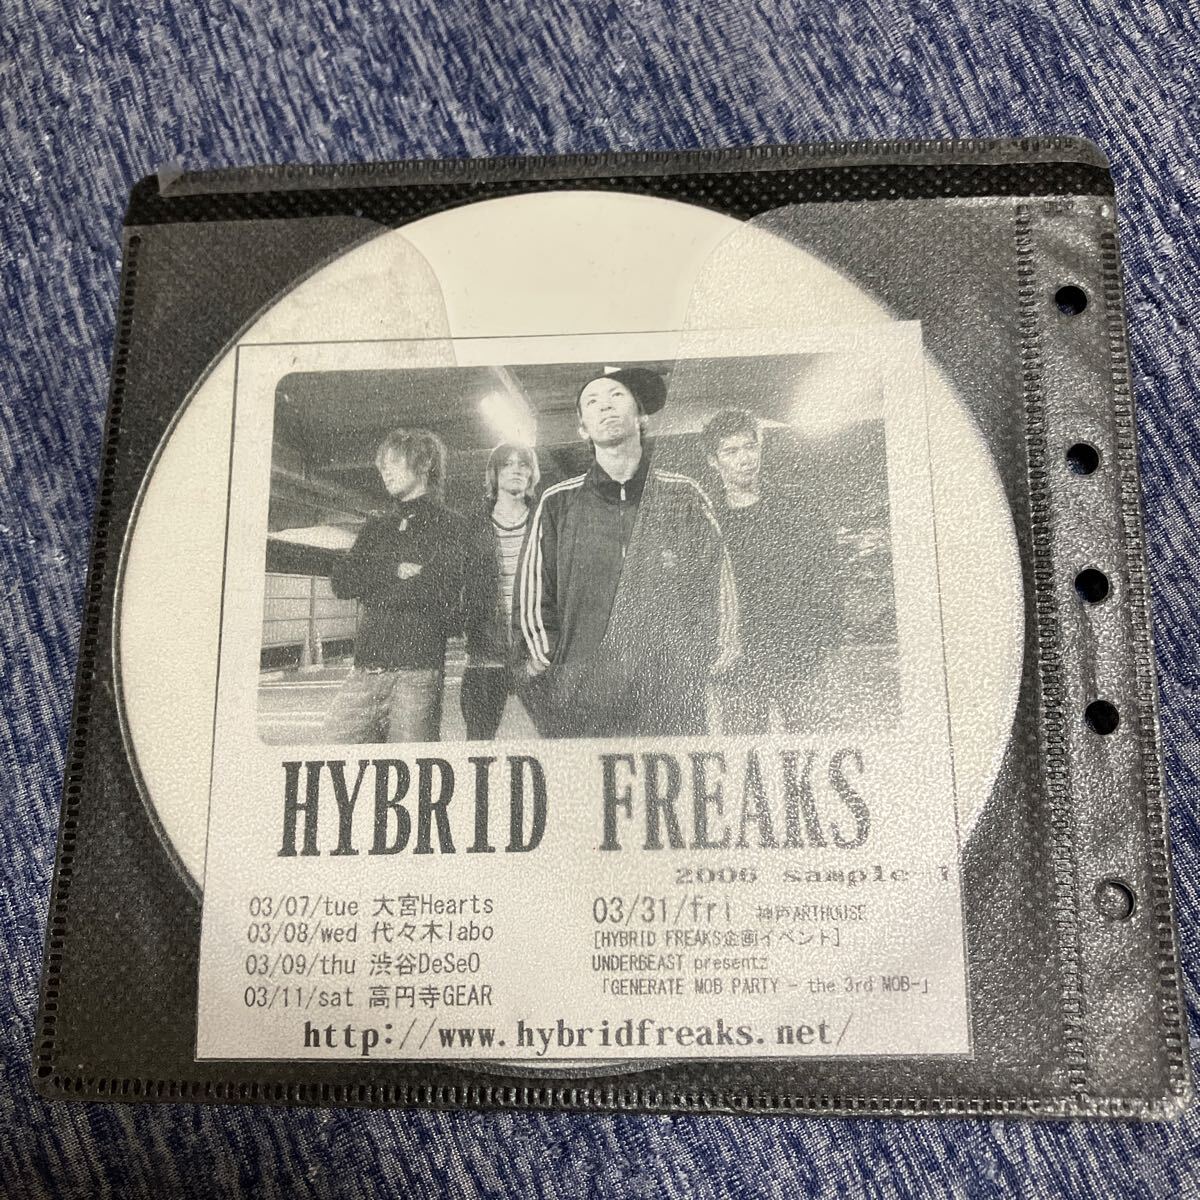 HYBRID FREAKS
2006 sample
03/07/tue 大宮Hearts
03/08/wed 代々木labo
03/09/thu 渋谷DeSeO
03/11/sat 高円寺GEAR
03/31/fri 神戸ARTHOUSE
[HYBRID FREAKS企画イベント]
UNDERBEAST presentz
「GENERATE MOB PARTY - the 3rd MOB-」
http://www.hybridfreaks.net/